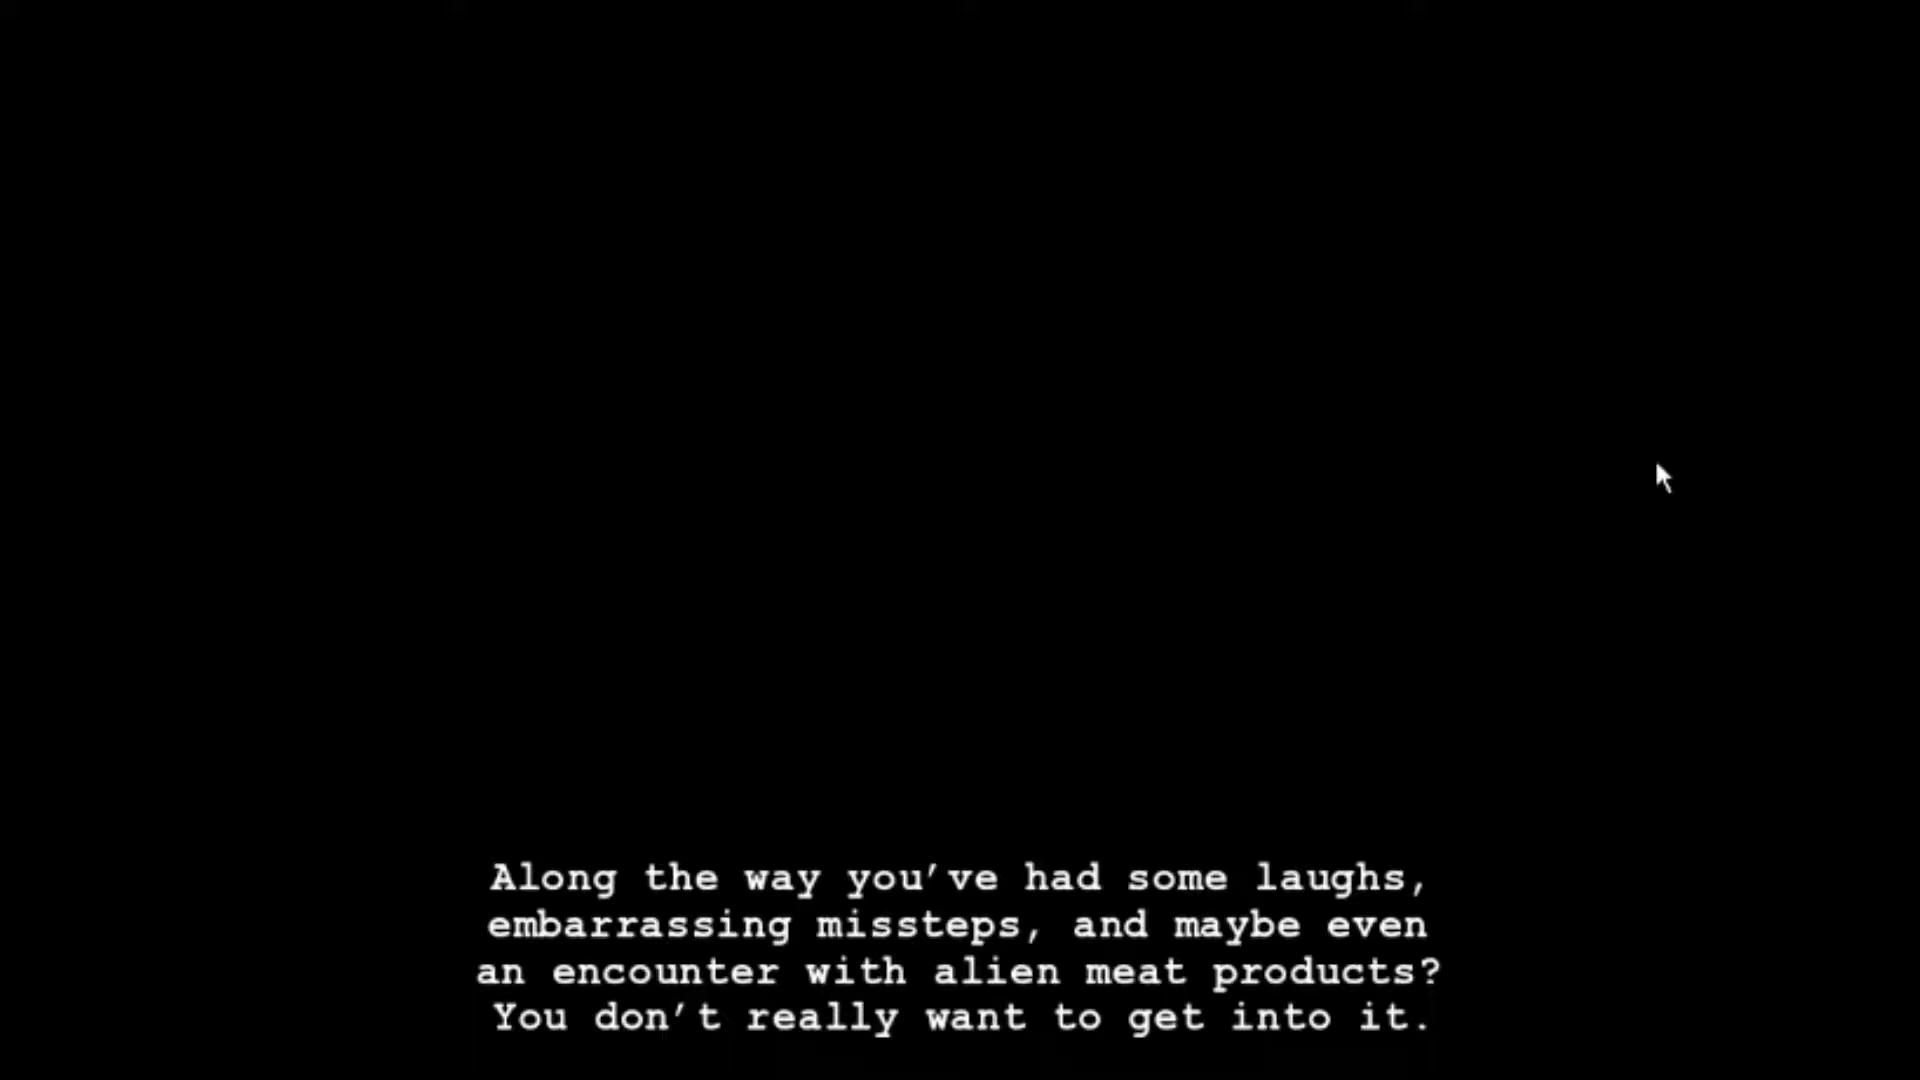 Along the way you've had some laughs,
embarrassing missteps, and maybe even
an encounter with alien meat products?
You don't really want to get into it.